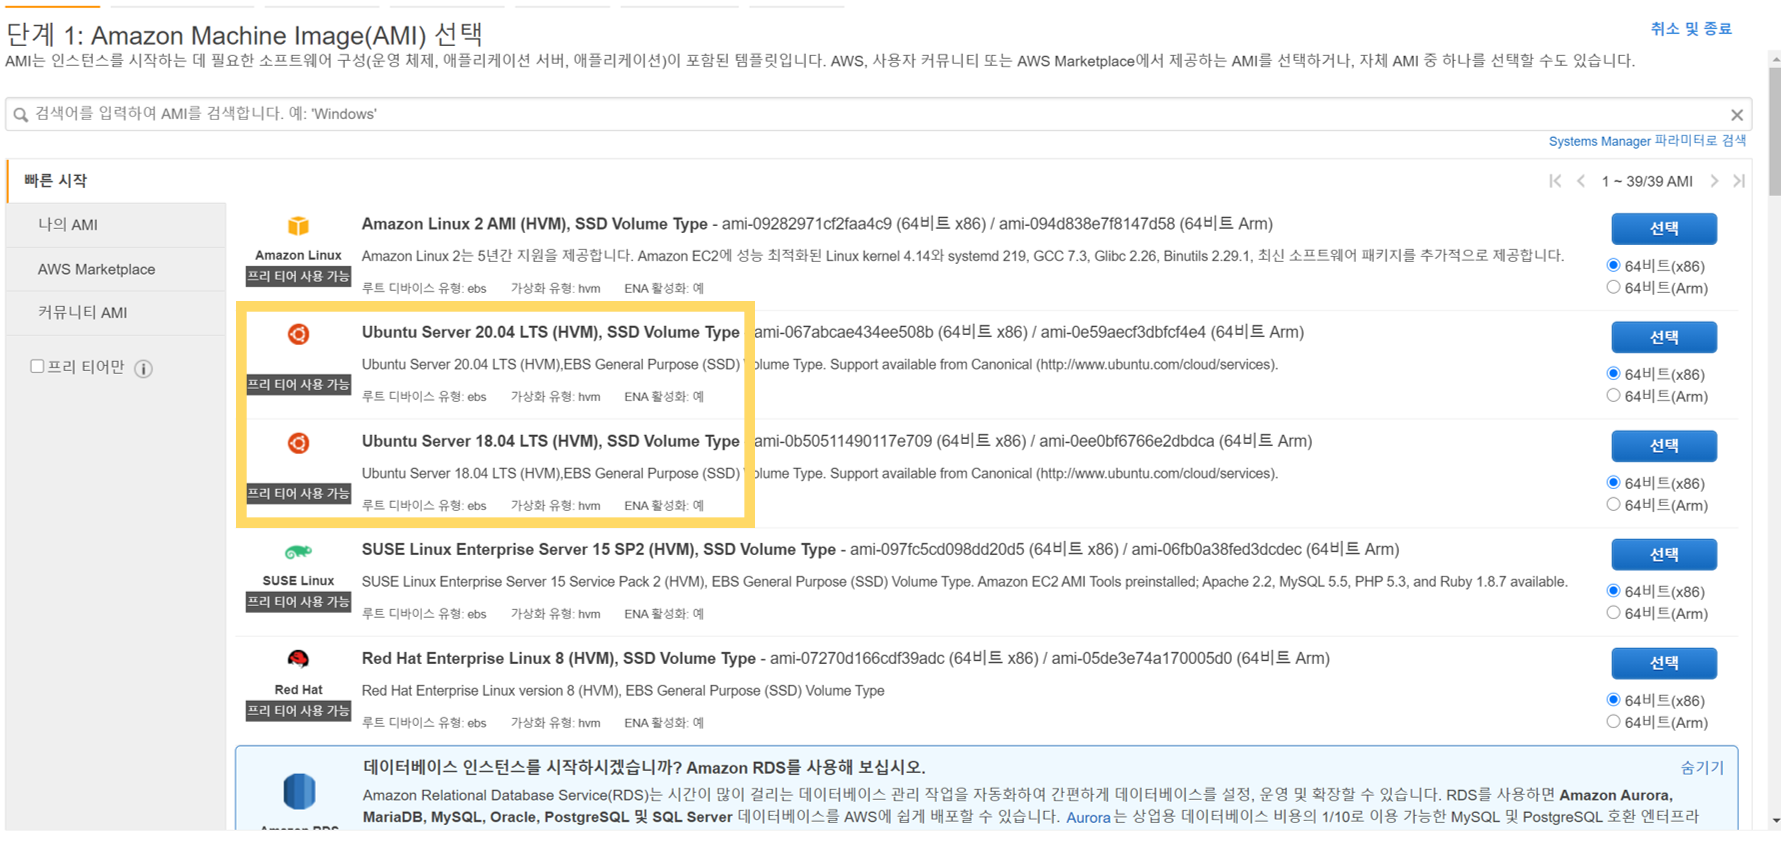 단계 1: Amazon Machine Image(AMI) 선택
취소 및 종료
AMI는 인스턴스를 시작하는 데 필요한 소프트웨어 구성(운영 체제, 애플리케이션 서버, 애플리케이션)이 포함된 템플릿입니다. AWS, 사용자 커뮤니티 또는 AWS Marketplace에서 제공하는 AMI를 선택하거나, 자체 AMI 중 하나를 선택할 수도 있습니다.
검색어를 입력하여 AMI를 검색합니다. 예: 'Windows'
Systems Manager 파라미터로 검색
빠른 시작
1 ~ 39/39 AMI
나의 AMI
AWS Marketplace
커뮤니티 AMI
프리 티어만
Amazon Linux
프리 티어 사용 가능
Amazon Linux 2 AMI (HVM), SSD Volume Type - ami-09282971cf2faa4c9 (64비트 x86) / ami-094d838e7f8147d58 (64비트 Arm)
Amazon Linux 2는 5년간 지원을 제공합니다. Amazon EC2에 성능 최적화된 Linux kernel 4.14와 systemd 219, GCC 7.3, Glibc 2.26, Binutils 2.29.1, 최신 소프트웨어 패키지를 추가적으로 제공합니다.
루트 디바이스 유형: ebs 가상화 유형: hvm ENA 활성화: 예
선택
64비트(x86)
64비트(Arm)
프리 티어 사용 가능
Ubuntu Server 20.04 LTS (HVM), SSD Volume Type ami-067abcae434ee508b (64비트 x86) / ami-0e59aecf3dbfcf4e4 (64비트 Arm)
Ubuntu Server 20.04 LTS (HVM),EBS General Purpose (SSD) Volume Type. Support available from Canonical (http://www.ubuntu.com/cloud/services).
루트 디바이스 유형: ebs 가상화 유형: hvm ENA 활성화: 예
선택
64비트(x86)
64비트(Arm)
프리 티어 사용 가능
Ubuntu Server 18.04 LTS (HVM), SSD Volume Type ami-0b50511490117e709 (64비트 x86) / ami-0ee0bf6766e2dbdca (64비트 Arm)
Ubuntu Server 18.04 LTS (HVM),EBS General Purpose (SSD) Volume Type. Support available from Canonical (http://www.ubuntu.com/cloud/services).
루트 디바이스 유형: ebs 가상화 유형: hvm ENA 활성화: 예
선택
64비트(x86)
64비트(Arm)
SUSE Linux
프리 티어 사용 가능
SUSE Linux Enterprise Server 15 SP2 (HVM), SSD Volume Type - ami-097fc5cd098dd20d5 (64비트 x86) / ami-06fb0a38fed3dcdec (64비트 Arm)
SUSE Linux Enterprise Server 15 Service Pack 2 (HVM), EBS General Purpose (SSD) Volume Type. Amazon EC2 AMI Tools preinstalled; Apache 2.2, MySQL 5.5, PHP 5.3, and Ruby 1.8.7 available.
루트 디바이스 유형: ebs 가상화 유형: hvm ENA 활성화: 예
선택
64비트(x86)
64비트(Arm)
Red Hat
프리 티어 사용 가능
Red Hat Enterprise Linux 8 (HVM), SSD Volume Type - ami-07270d166cdf39adc (64비트 x86) / ami-05de3e74a170005d0 (64비트 Arm)
Red Hat Enterprise Linux version 8 (HVM), EBS General Purpose (SSD) Volume Type
루트 디바이스 유형: ebs 가상화 유형: hvm ENA 활성화: 예
선택
64비트(x86)
64비트(Arm)
데이터베이스 인스턴스를 시작하시겠습니까? Amazon RDS를 사용해 보십시오.
숨기기
Amazon Relational Database Service(RDS)는 시간이 많이 걸리는 데이터베이스 관리 작업을 자동화하여 간편하게 데이터베이스를 설정, 운영 및 확장할 수 있습니다. RDS를 사용하면 Amazon Aurora,
MariaDB, MySQL, Oracle, PostgreSQL 및 SQL Server 데이터베이스를 AWS에 쉽게 배포할 수 있습니다. Aurora 는 상업용 데이터베이스 비용의 1/10로 이용 가능한 MySQL 및 PostgreSQL 호환 엔터프라
Amazon RDS